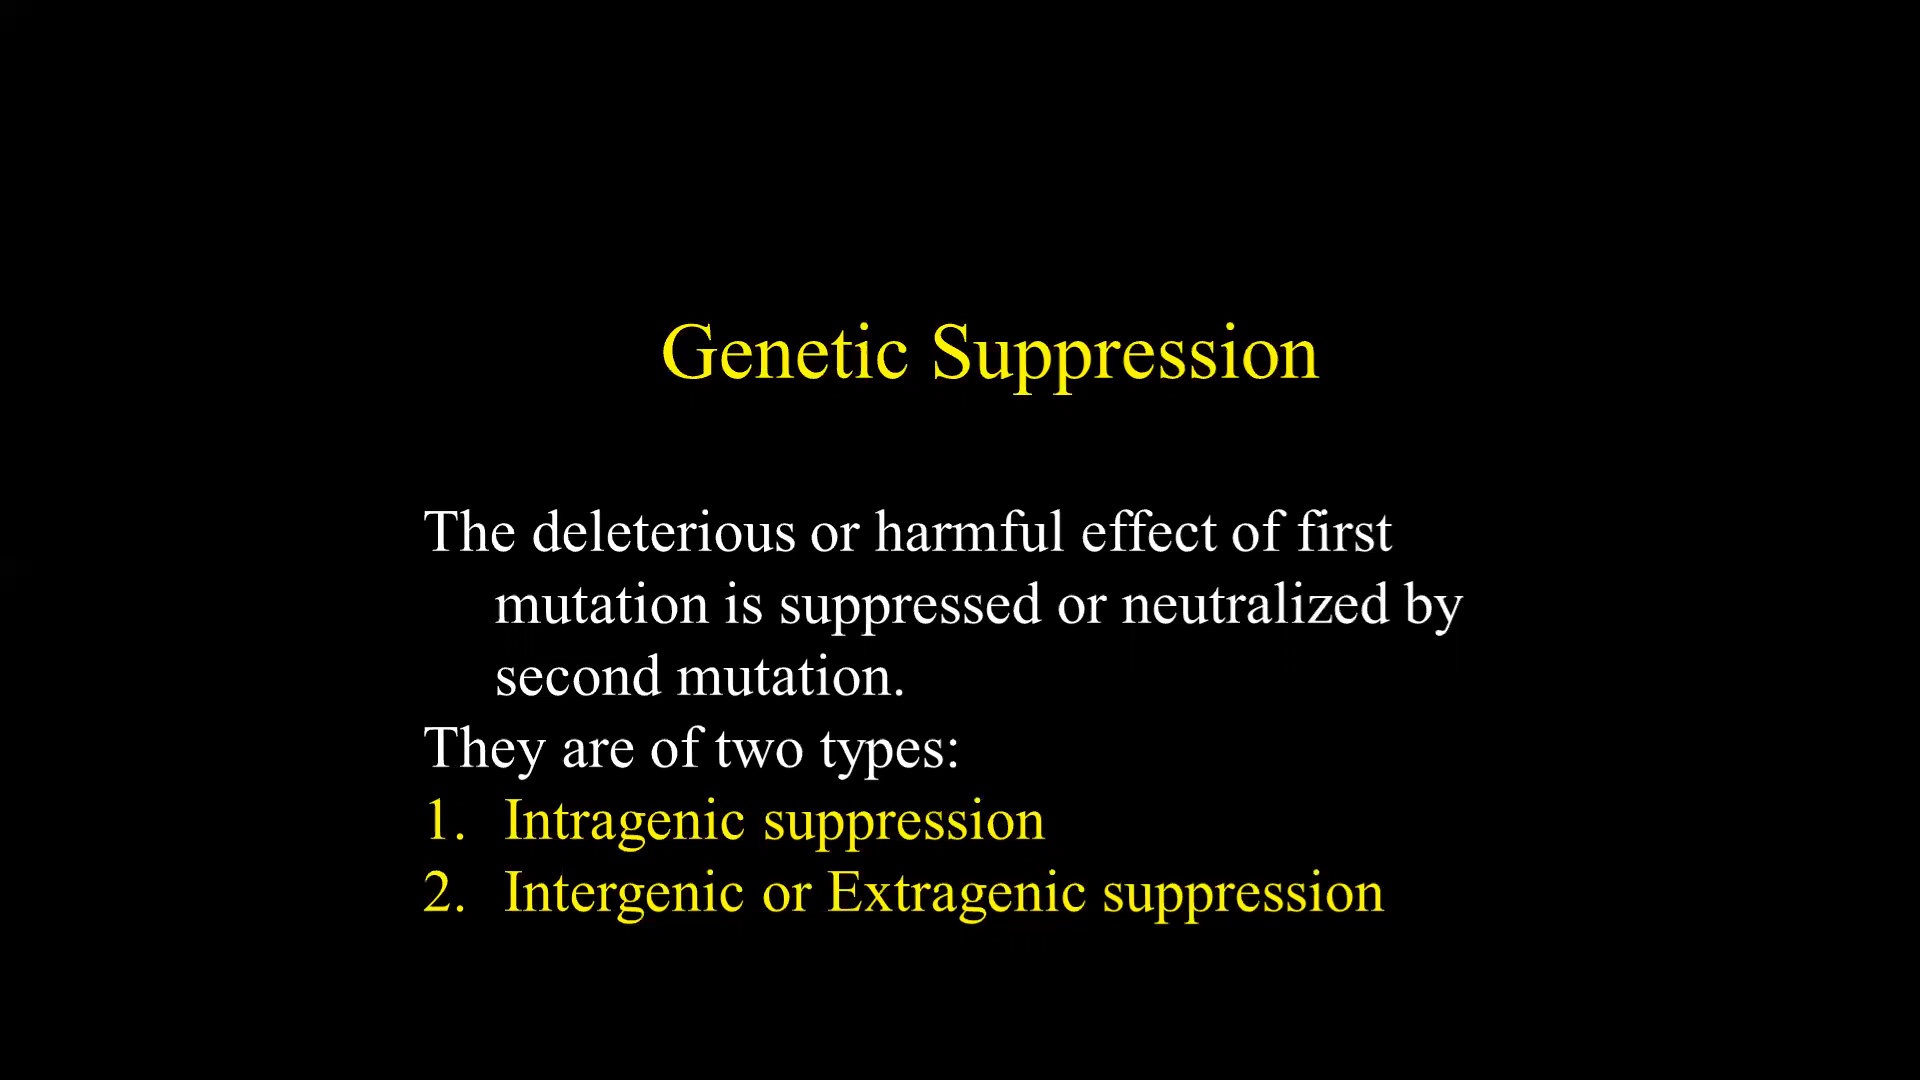 Genetic Suppression
The deleterious or harmful effect of first
mutation is suppressed or neutralized by
second mutation.
They are of two types:
1. Intragenic suppression
2. Intergenic or Extragenic suppression